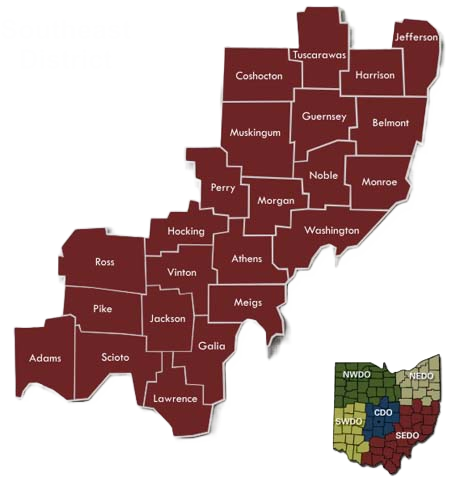 Jefferson
Tuscarawas
Coshocton
Harrison
Guernsey
Belmont
Muskingum
Noble
Perry
Monroe
Morgan
Hocking
Washington
Ross
Athens
Vinton
Pike
Meigs
Jackson
Galia
Adams
Scioto
Lawrence
NWDO
NEDO
CDO
SWDO
SEDO